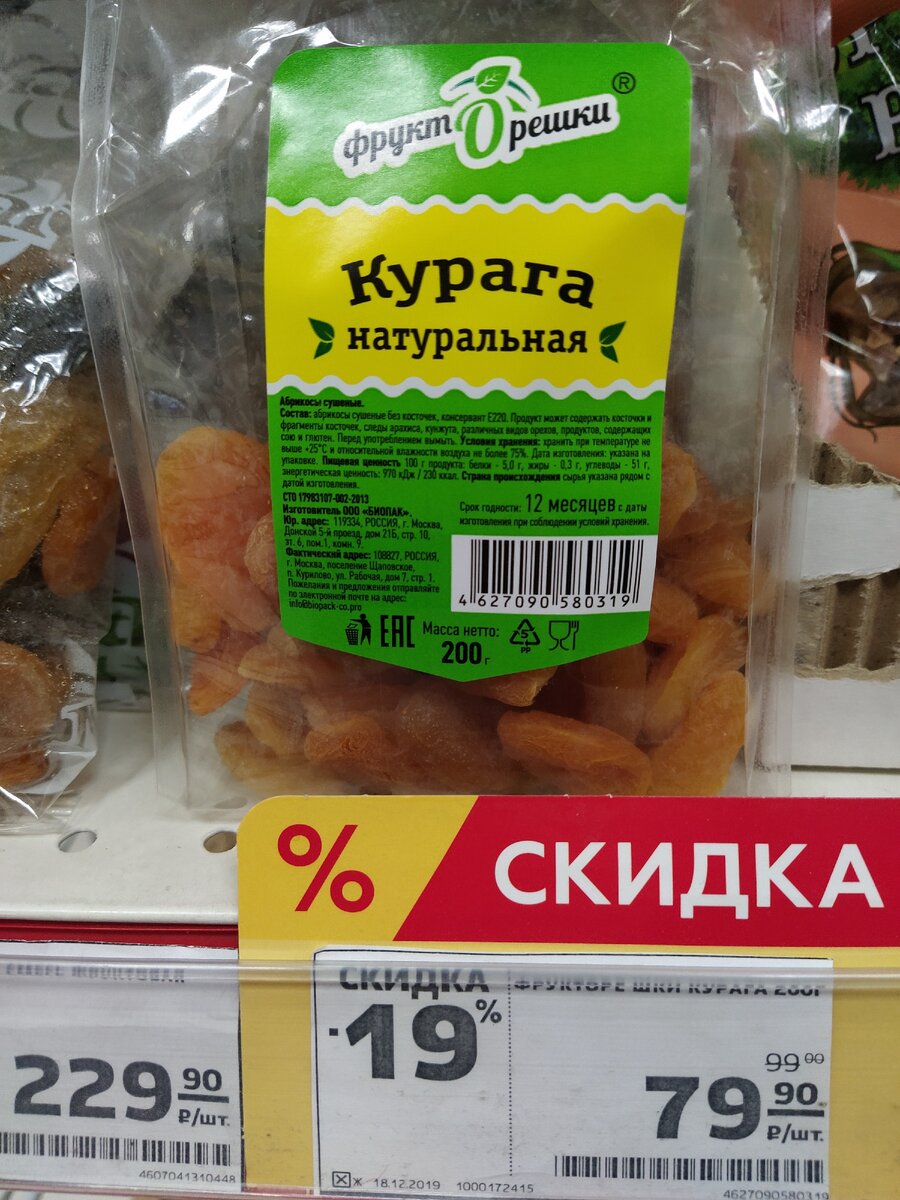 фруктОрешки®
Курага
натуральная
Абрикосы сушеные.
Состав: абрикосы сушеные без косточек, консервант Е220. Продукт может содержать косточки и
фрагменты косточек, следы арахиса, кунжута, различных видов орехов, продуктов, содержащих
сою и глютен. Перед употреблением вымыть. Условия хранения: хранить при температуре не
выше +25°С и относительной влажности воздуха не более 75%. Дата изготовления: указана на
упаковке. Пищевая ценность 100 г продукта: белки - 5,0 г, жиры - 0,3 г, углеводы - 51 г,
энергетическая ценность: 970 кДж / 230 ккал. Страна происхождения сырья указана рядом с
датой изготовления.
СТО 17983107-002-2013
Изготовитель ООО «БИОПАК».
Юр. адрес: 119334, РОССИЯ, г. Москва,
Донской 5-й проезд, дом 21Б, стр. 10,
эт. 6, пом.1, комн. 9.
Фактический адрес: 108827, РОССИЯ,
г. Москва, поселение Щаповское,
п. Курилово, ул. Рабочая, дом 7, стр. 1.
Пожелания и предложения отправляйте
по электронной почте на адрес:
info@biopack-co.pro
Срок годности: 12 месяцев с даты
изготовления при соблюдении условий хранения.
4 627090 580319
ЕАС
Масса нетто:
200 г
5
PP
% СКИДКА
СКИДКА
-19%
ФРУКТОРЕ ШКИ КУРАГА 200Г
99 00
79 90
₽/шт.
Ж 18.12.2019 1000172415
4627090580319
229 90
₽/шт.
4607041310448